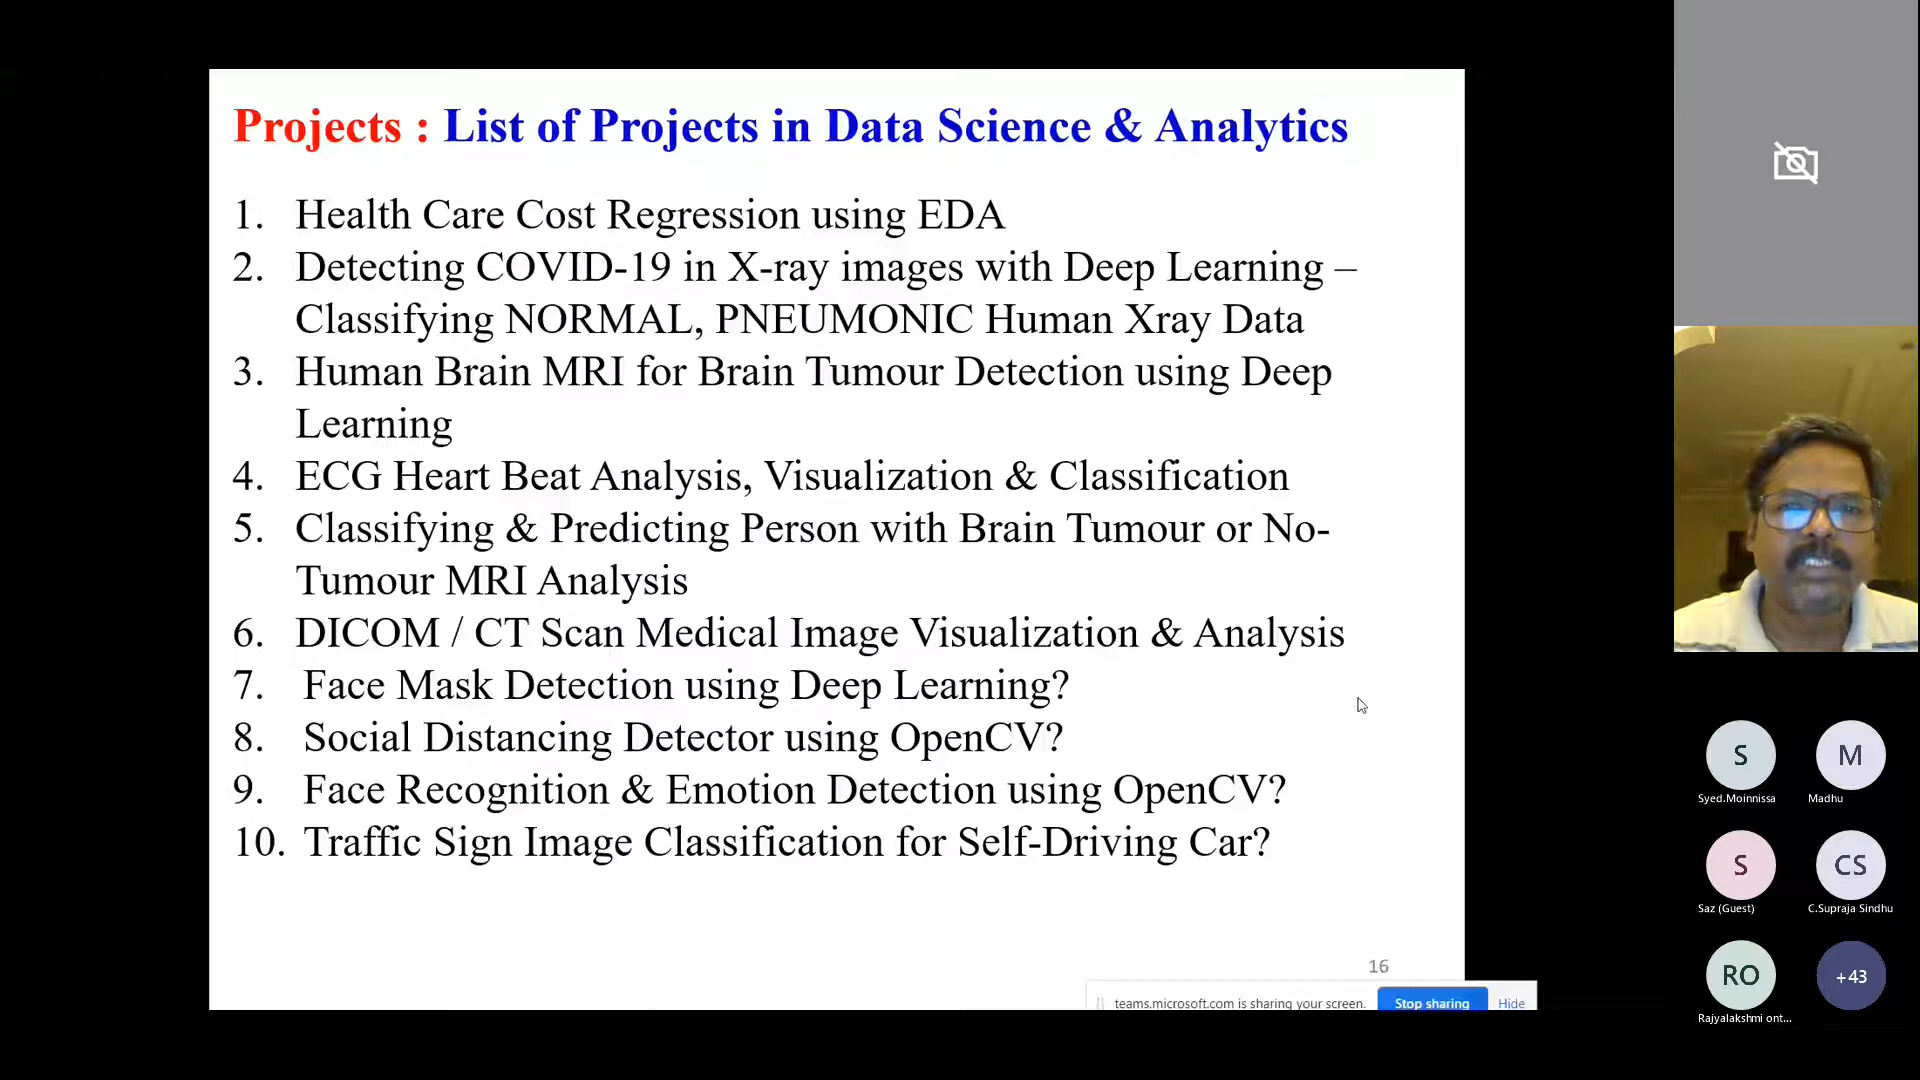 Projects : List of Projects in Data Science & Analytics
1. Health Care Cost Regression using EDA
2. Detecting COVID-19 in X-ray images with Deep Learning –
Classifying NORMAL, PNEUMONIC Human Xray Data
3. Human Brain MRI for Brain Tumour Detection using Deep
Learning
4. ECG Heart Beat Analysis, Visualization & Classification
5. Classifying & Predicting Person with Brain Tumour or No-
Tumour MRI Analysis
6. DICOM / CT Scan Medical Image Visualization & Analysis
7. Face Mask Detection using Deep Learning?
8. Social Distancing Detector using OpenCV?
9. Face Recognition & Emotion Detection using OpenCV?
10. Traffic Sign Image Classification for Self-Driving Car?
16
teams.microsoft.com is sharing your screen. Stop sharing Hide
S M
Syed.Moinnissa Madhu
S CS
Saz (Guest) C.Supraja Sindhu
RO +43
Rajyalakshmi ont...